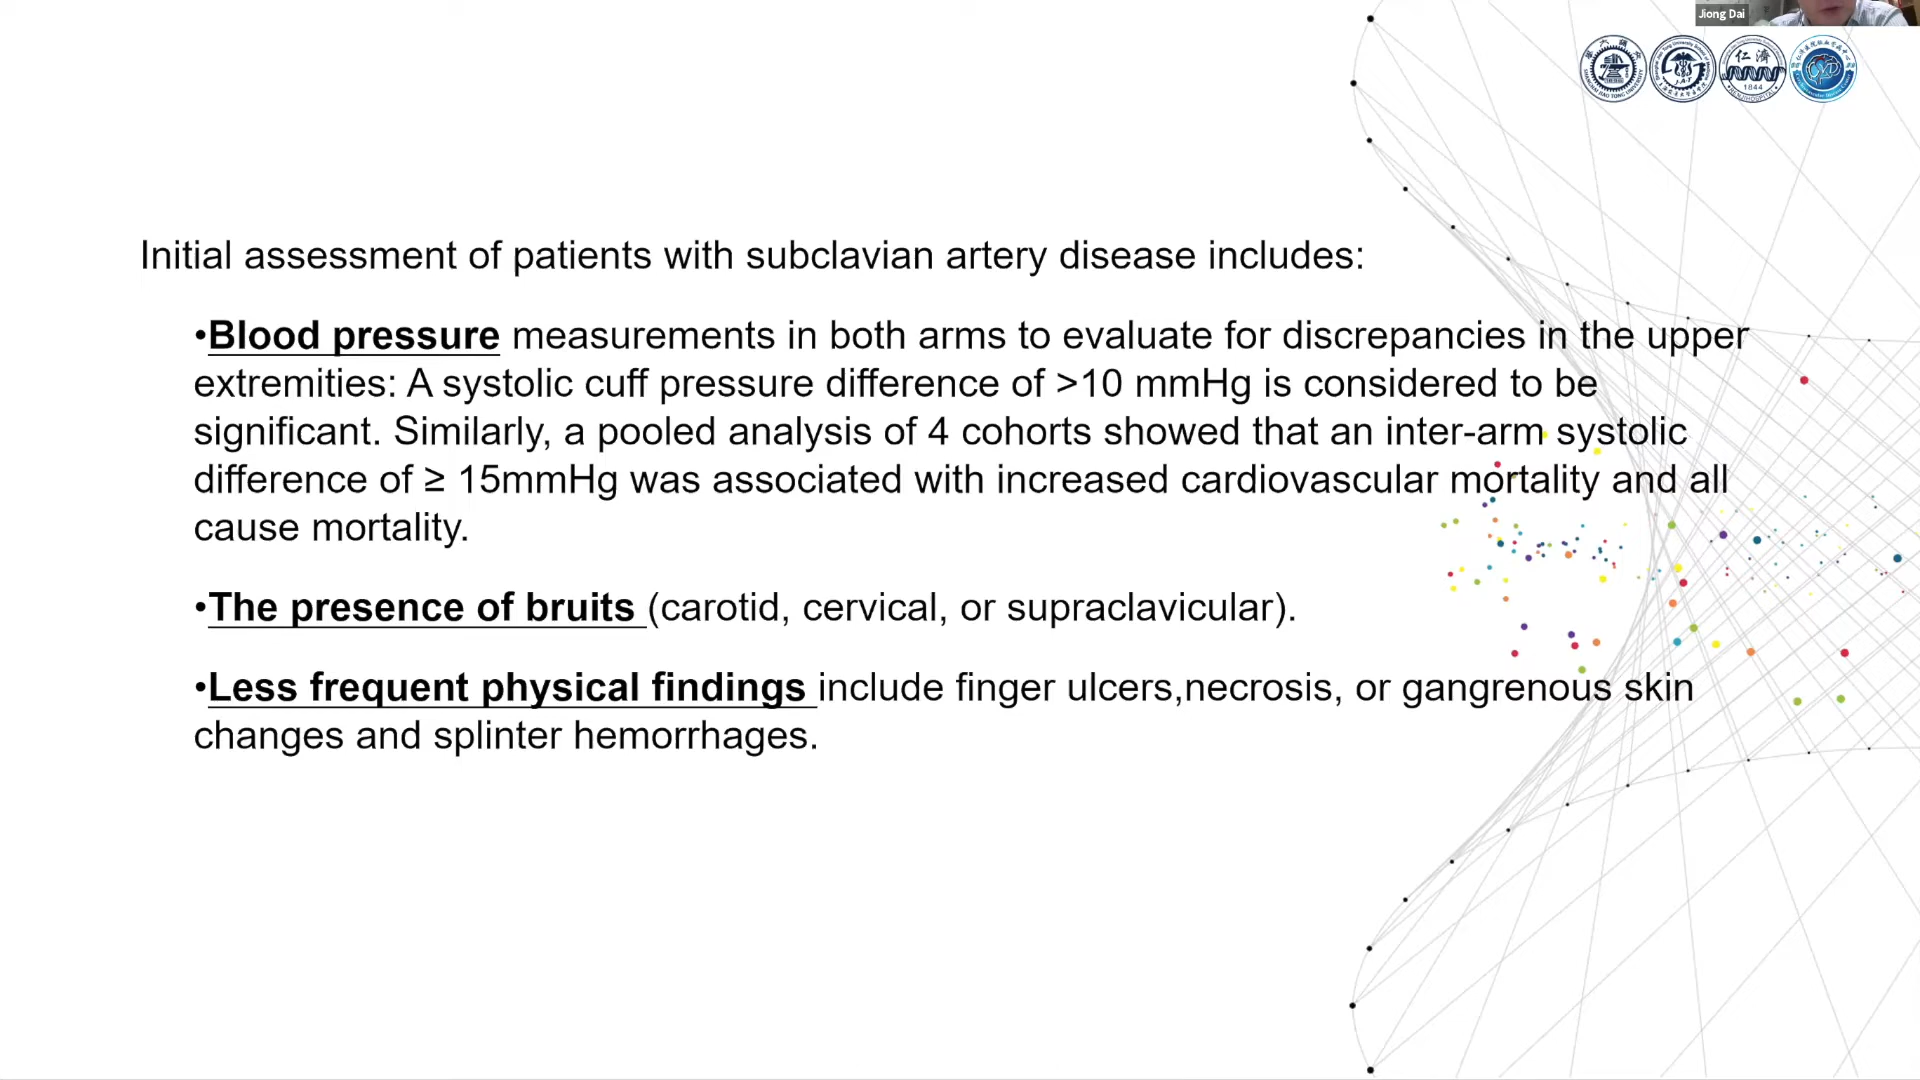 Jiong Dai
仁濟
1844
Initial assessment of patients with subclavian artery disease includes:
•Blood pressure measurements in both arms to evaluate for discrepancies in the upper
extremities: A systolic cuff pressure difference of >10 mmHg is considered to be
significant. Similarly, a pooled analysis of 4 cohorts showed that an inter-arm systolic
difference of ≥ 15mmHg was associated with increased cardiovascular mortality and all
cause mortality.
•The presence of bruits (carotid, cervical, or supraclavicular).
•Less frequent physical findings include finger ulcers,necrosis, or gangrenous skin
changes and splinter hemorrhages.